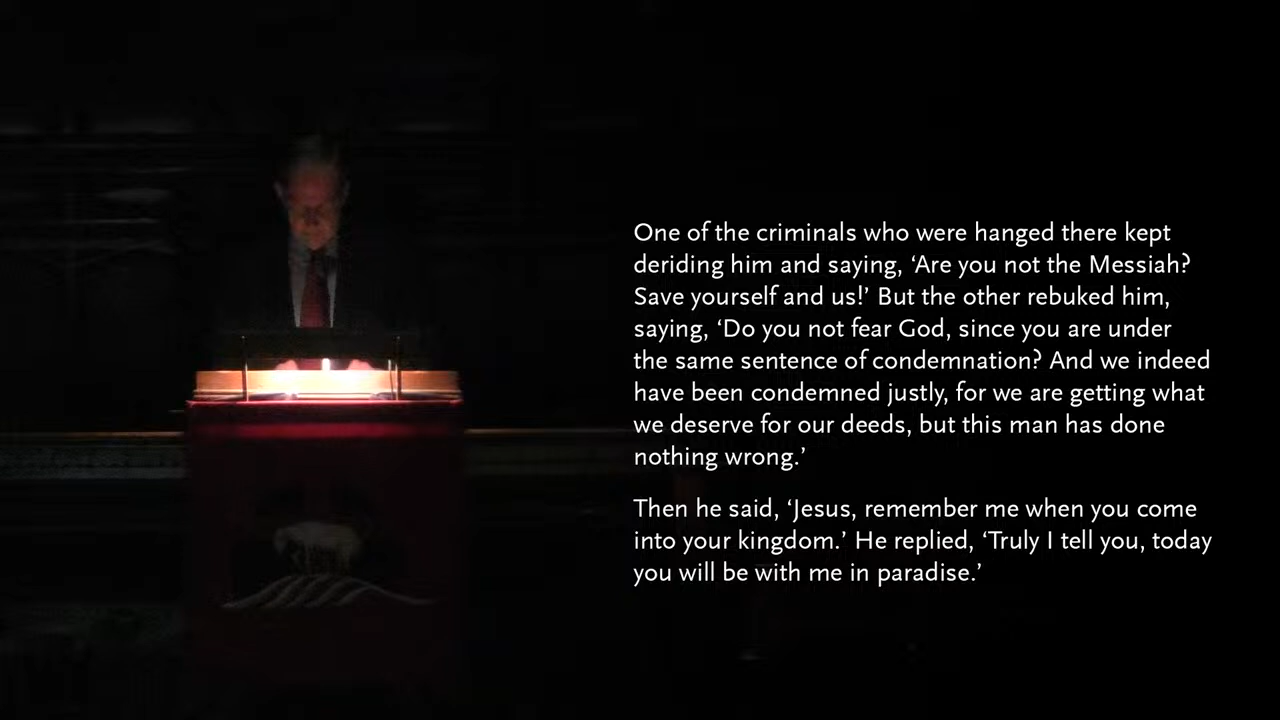 One of the criminals who were hanged there kept
deriding him and saying, ‘Are you not the Messiah?
Save yourself and us!’ But the other rebuked him,
saying, ‘Do you not fear God, since you are under
the same sentence of condemnation? And we indeed
have been condemned justly, for we are getting what
we deserve for our deeds, but this man has done
nothing wrong.’
Then he said, ‘Jesus, remember me when you come
into your kingdom.’ He replied, ‘Truly I tell you, today
you will be with me in paradise.’